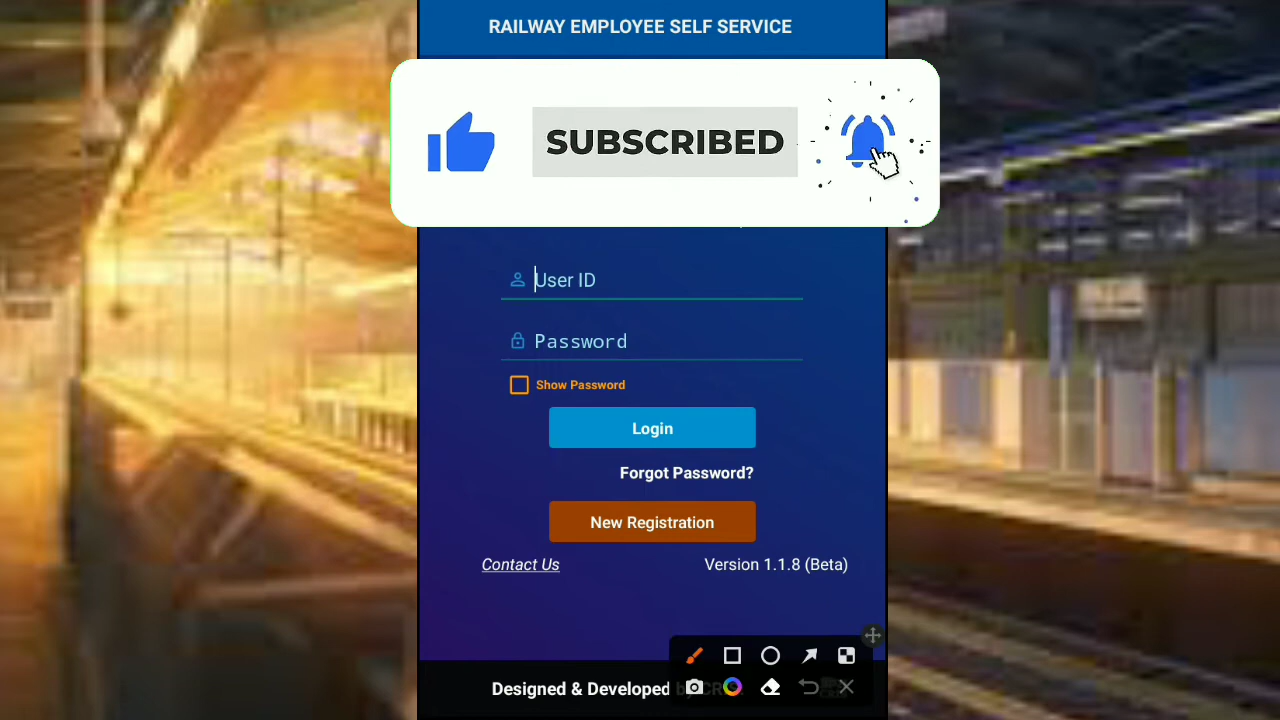 RAILWAY EMPLOYEE SELF SERVICE
SUBSCRIBED
User ID
Password
Show Password
Login
Forgot Password?
New Registration
Contact Us
Version 1.1.8 (Beta)
Designed & Developed